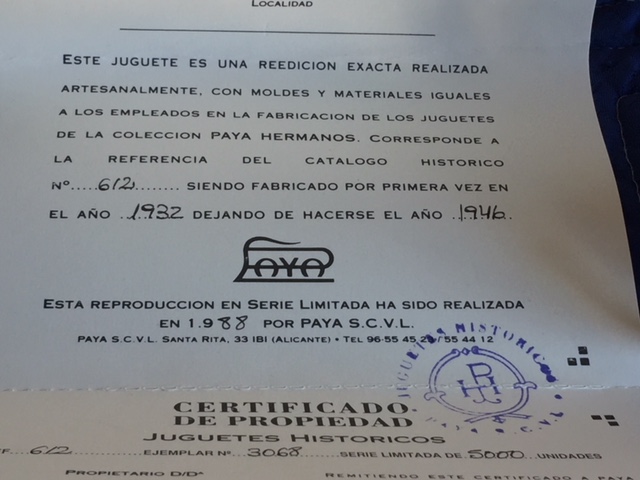 LOCALIDAD
ESTE JUGUETE ES UNA REEDICION EXACTA REALIZADA
ARTESANALMENTE, CON MOLDES Y MATERIALES IGUALES
A LOS EMPLEADOS EN LA FABRICACION DE LOS JUGUETES
DE LA COLECCION PAYA HERMANOS. CORRESPONDE A
LA REFERENCIA DEL CATALOGO HISTORICO
Nº.....612........ SIENDO FABRICADO POR PRIMERA VEZ EN
EL AÑO ..1932 DEJANDO DE HACERSE EL AÑO .1946.
PAYA
ESTA REPRODUCCION EN SERIE LIMITADA HA SIDO REALIZADA
EN 1.988 POR PAYA S.C.V.L.
PAYA S.C.V.L. SANTA RITA, 33 IBI (ALICANTE) • TEL 96-55 45 / 55 44 12
JUGUETES HISTORICOS
PAYA S.C.V.L.
CERTIFICADO
DE PROPIEDAD
JUGUETES HISTORICOS
612 EJEMPLAR Nº 3068 SERIE LIMITADA DE 5000 UNIDADES
PROPIETARIO D/Dª
REMITIENDO ESTE CERTIFICADO A PAYA